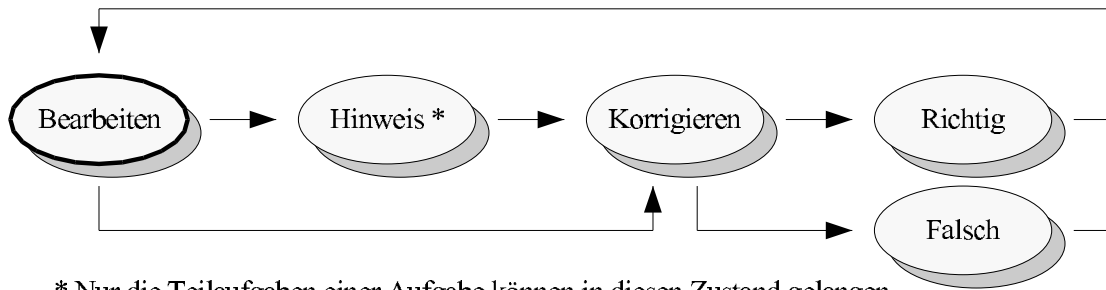 Bearbeiten
Hinweis *
Korrigieren
Richtig
Falsch
* Nur die Teilaufgaben einer Aufgabe können in diesen Zustand gelangen